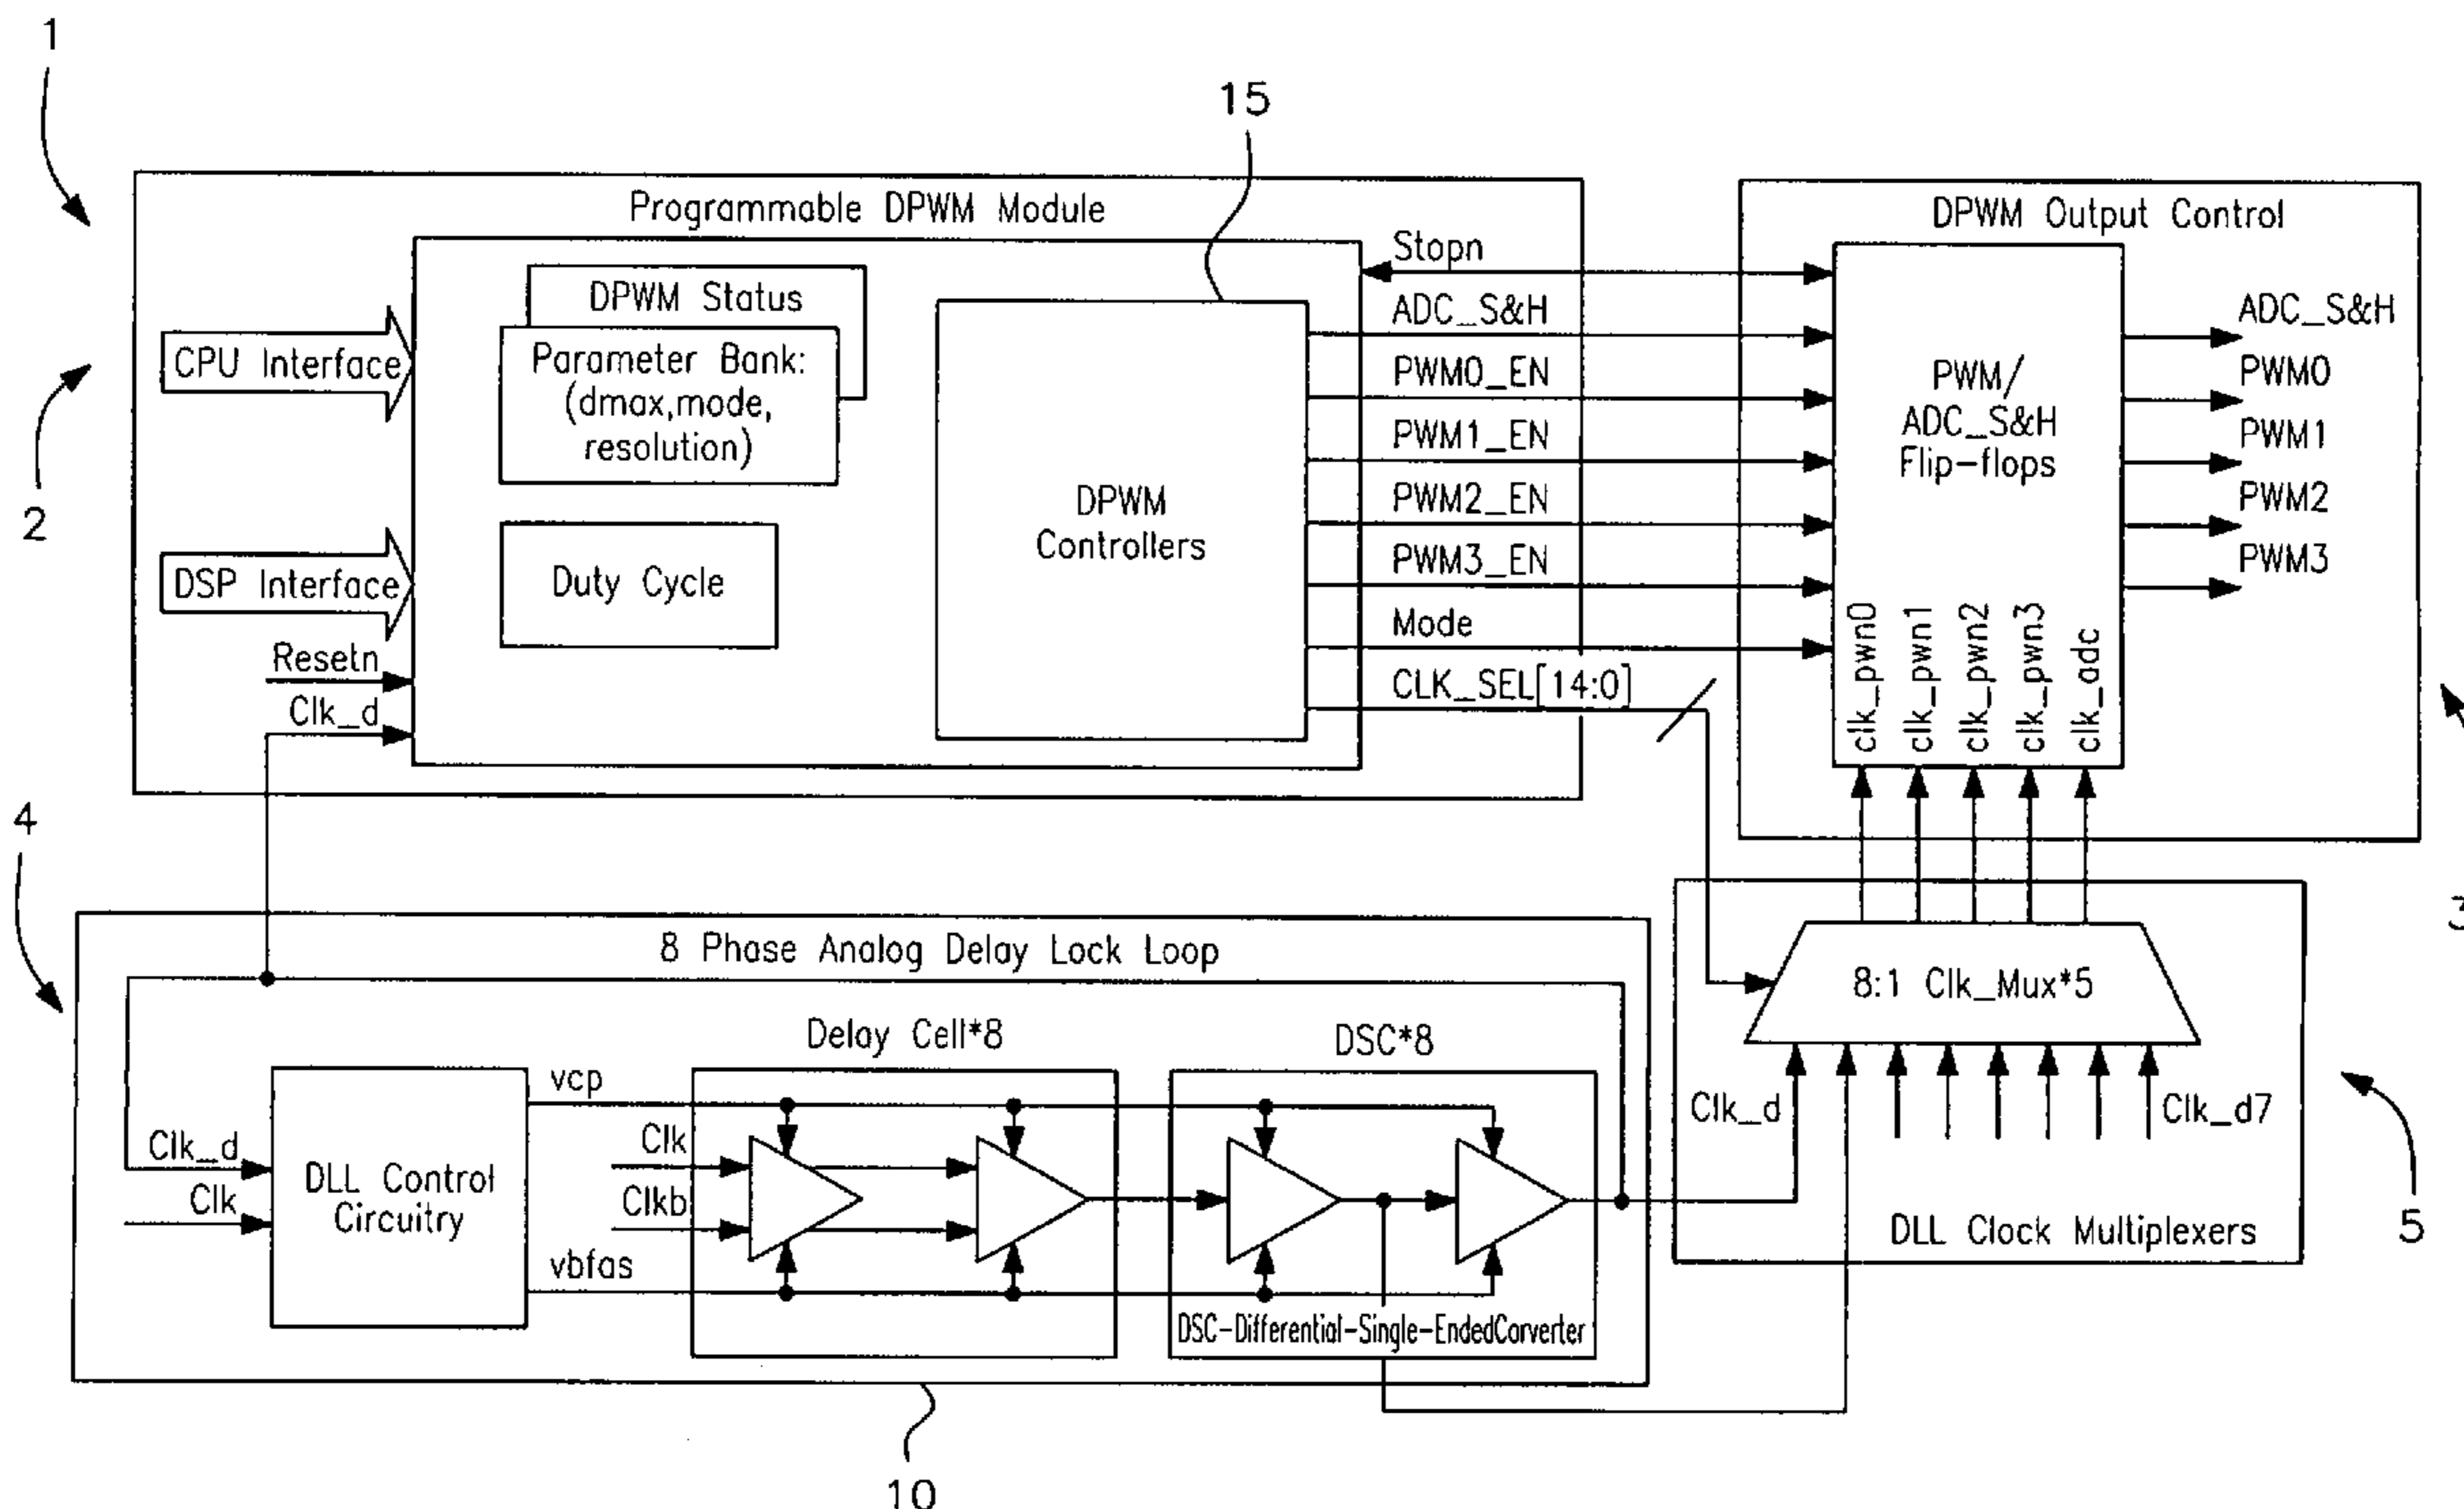 1
15
Programmable DPWM Module
DPWM Output Control
2
CPU Interface
DSP Interface
Resetn
Clk_d
DPWM Status
Parameter Bank:
(dmax,mode,
resolution)
Duty Cycle
DPWM
Controllers
Stopn
ADC_S&H
PWM0_EN
PWM1_EN
PWM2_EN
PWM3_EN
Mode
CLK_SEL[14:0]
PWM/
ADC_S&H
Flip-flops
clk_pwn0
clk_pwn1
clk_pwn2
clk_pwn3
clk_adc
ADC_S&H
PWM0
PWM1
PWM2
PWM3
3
4
8 Phase Analog Delay Lock Loop
Delay Cell*8
DSC*8
Clk_d
Clk
DLL Control
Circuitry
vcp
Clk
Clkb
vbfas
DSC-Differential-Single-EndedCorverter
10
8:1 Clk_Mux*5
Clk_d
Clk_d7
DLL Clock Multiplexers
5